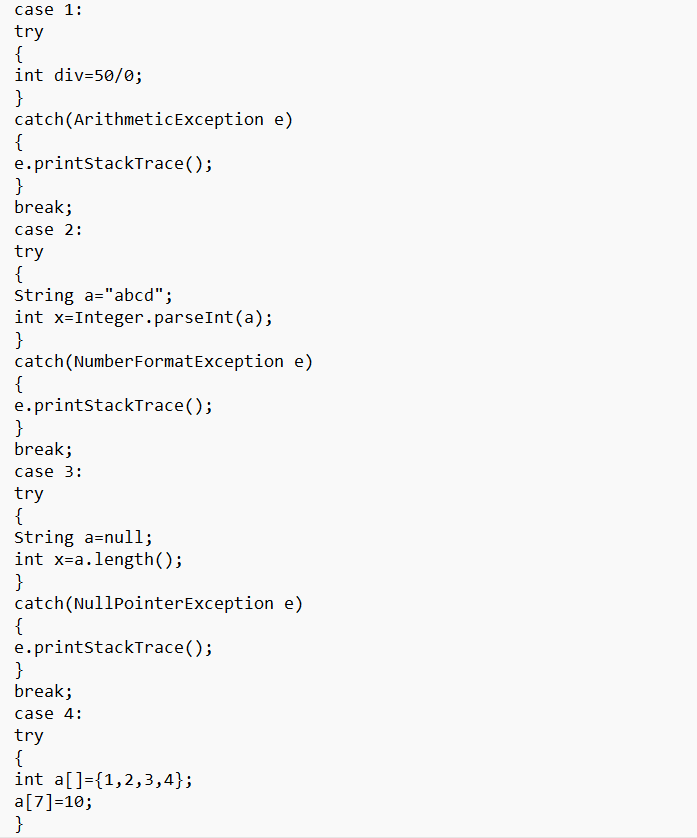 case 1:
try
{
int div=50/0;
}
catch(ArithmeticException e)
{
e.printStackTrace();
}
break;
case 2:
try
{
String a="abcd";
int x=Integer.parseInt(a);
}
catch(NumberFormatException e)
{
e.printStackTrace();
}
break;
case 3:
try
{
String a=null;
int x=a.length();
}
catch(NullPointerException e)
{
e.printStackTrace();
}
break;
case 4:
try
{
int a[]={1,2,3,4};
a[7]=10;
}